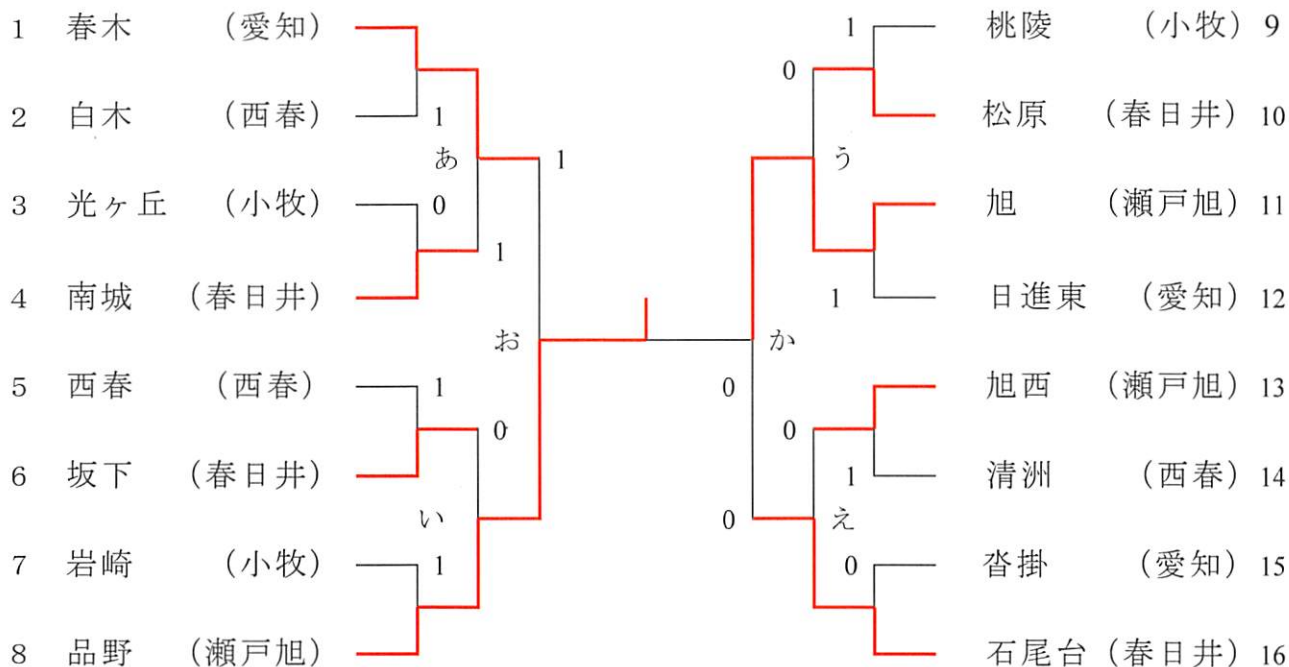 1 春木 (愛知)
2 白木 (西春)
3 光ヶ丘 (小牧)
4 南城 (春日井)
5 西春 (西春)
6 坂下 (春日井)
7 岩崎 (小牧)
8 品野 (瀬戸旭)
1
あ
0
1
1
お
1
0
い
1
1
0
う
1
か
0
0
1
0
え
0
桃陵 (小牧) 9
松原 (春日井) 10
旭 (瀬戸旭) 11
日進東 (愛知) 12
旭西 (瀬戸旭) 13
清洲 (西春) 14
沓掛 (愛知) 15
石尾台 (春日井) 16